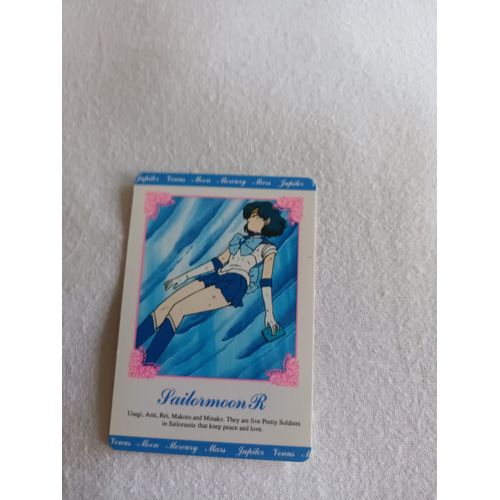 Jupiter Venus Moon Mercury Mars Jupiter
Sailormoon R
Usagi, Ami, Rei, Makoto and Minako. They are five Pretty Soldiers
in Sailorsuits that keep peace and love.
Venus Moon Mercury Mars Jupiter Venus